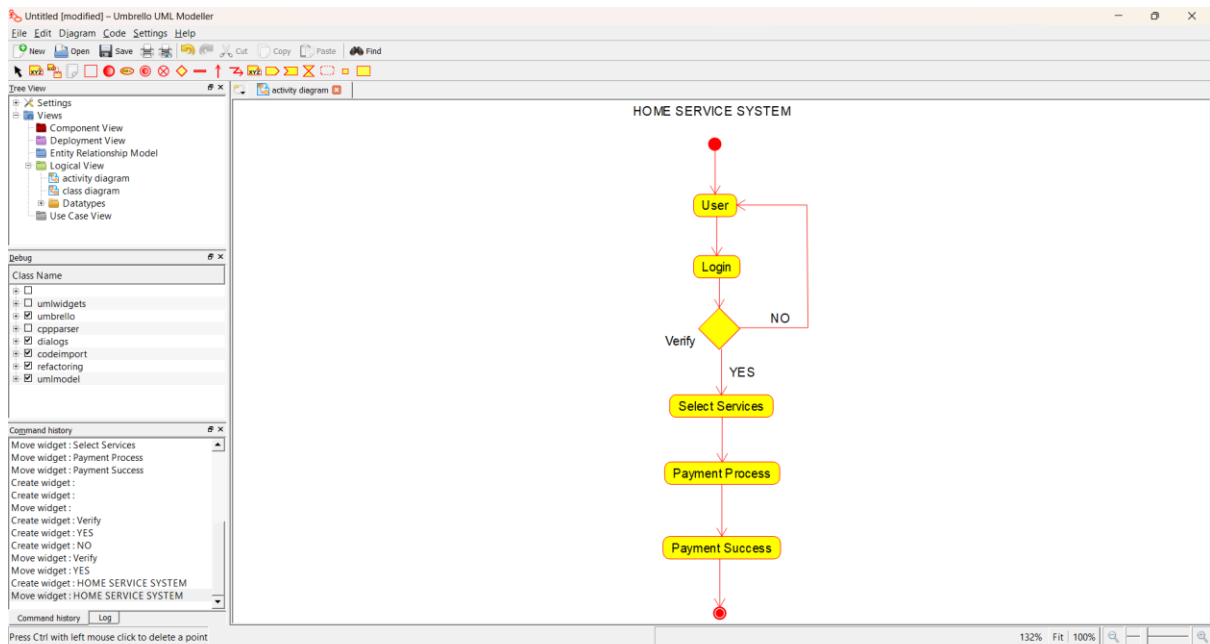 Untitled [modified] – Umbrello UML Modeller
File Edit Diagram Code Settings Help
New Open Save Cut Copy Paste Find
Tree View
activity diagram
Settings
Views
Component View
Deployment View
Entity Relationship Model
Logical View
activity diagram
class diagram
Datatypes
Use Case View
Debug
Class Name
umlwidgets
umbrello
cppparser
dialogs
codeimport
refactoring
umlmodel
Command history
Move widget : Select Services
Move widget : Payment Process
Move widget : Payment Success
Create widget :
Create widget :
Move widget :
Create widget : Verify
Create widget : YES
Create widget : NO
Move widget : Verify
Move widget : YES
Create widget : HOME SERVICE SYSTEM
Move widget : HOME SERVICE SYSTEM
Command history Log
HOME SERVICE SYSTEM
User
Login
NO
Verify
YES
Select Services
Payment Process
Payment Success
Press Ctrl with left mouse click to delete a point
132% Fit 100%